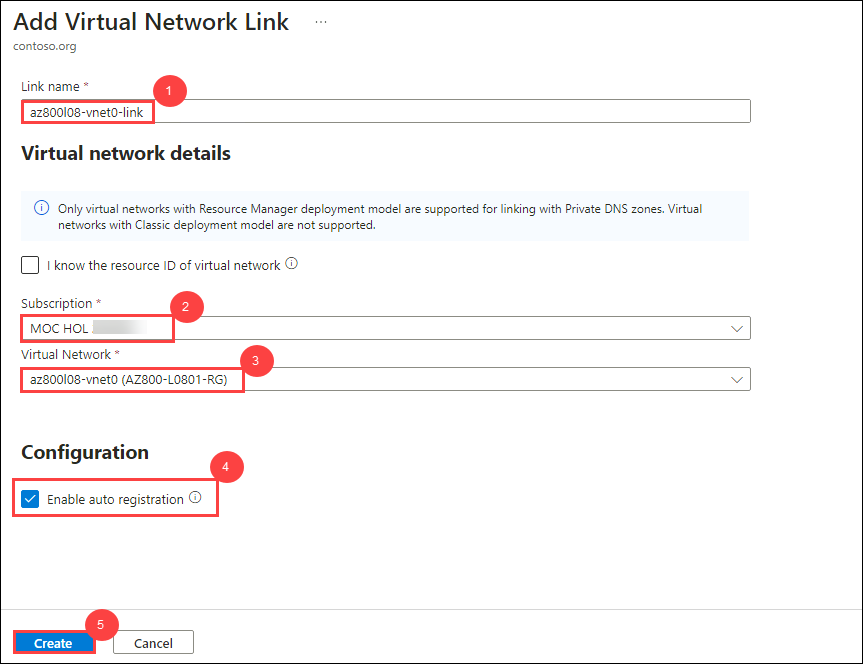 Add Virtual Network Link ...
contoso.org
Link name *
1
az800l08-vnet0-link
Virtual network details
Only virtual networks with Resource Manager deployment model are supported for linking with Private DNS zones. Virtual
networks with Classic deployment model are not supported.
I know the resource ID of virtual network
Subscription *
2
MOC HOL
Virtual Network *
3
az800l08-vnet0 (AZ800-L0801-RG)
Configuration
4
Enable auto registration
5
Create Cancel